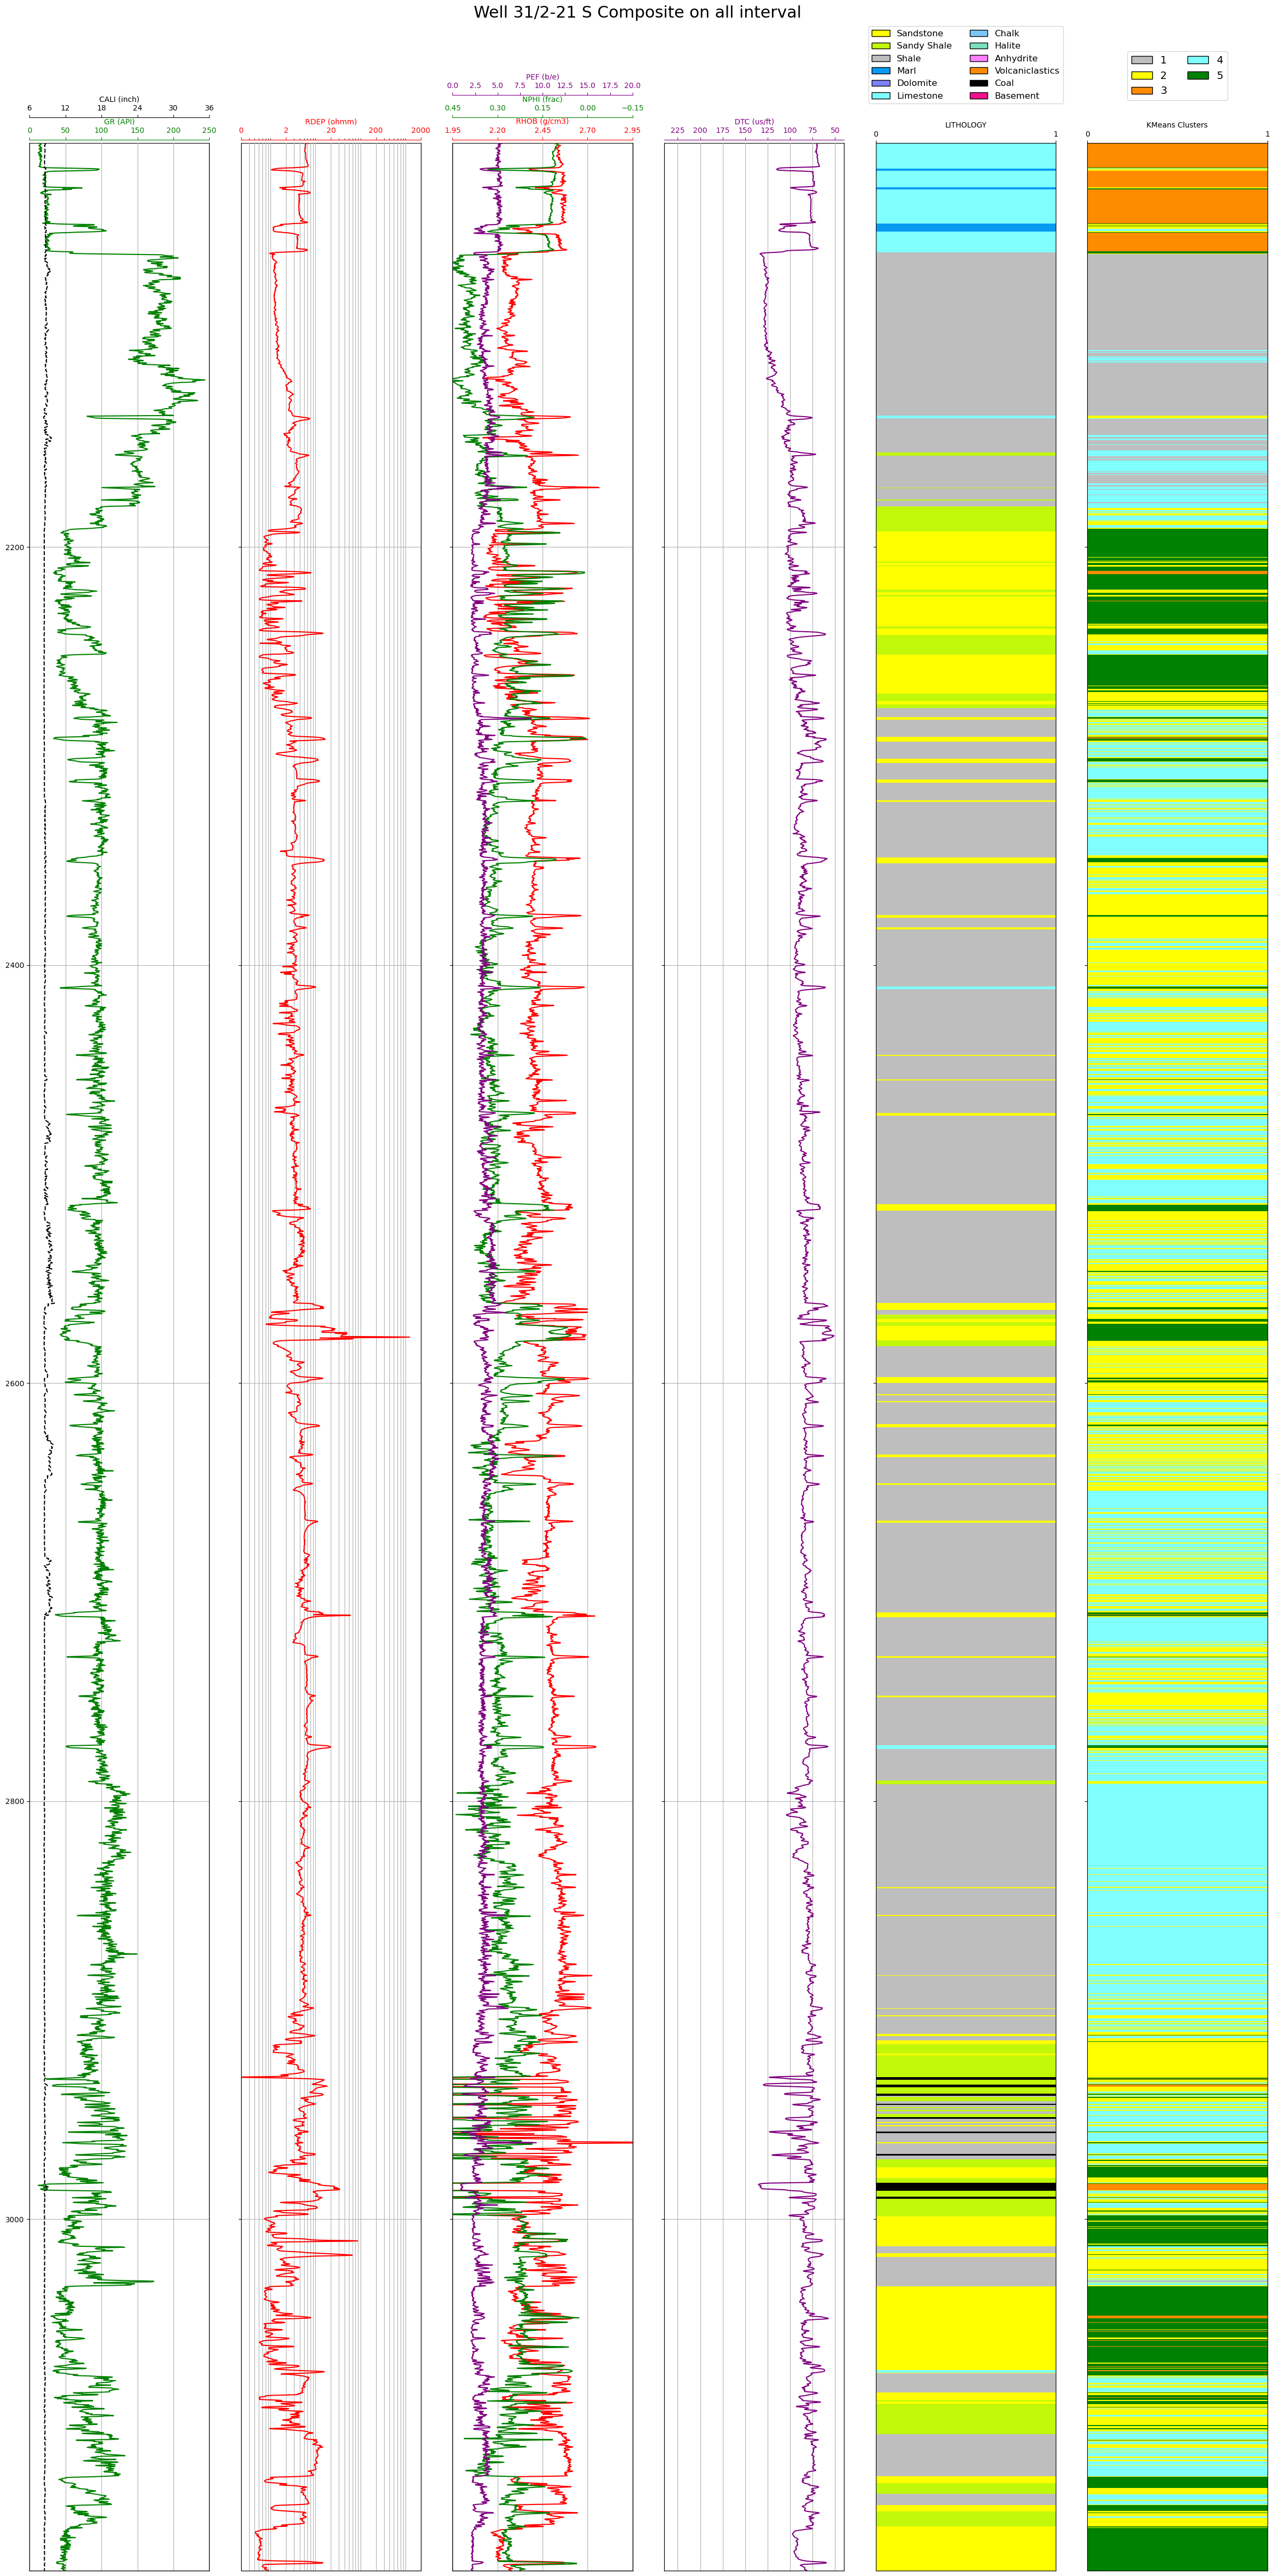 Well 31/2-21 S Composite on all interval
Sandstone
Sandy Shale
Shale
Marl
Dolomite
Limestone
Chalk
Halite
Anhydrite
Volcaniclastics
Coal
Basement
1
2
3
4
5
PEF (b/e)
0.0 2.5 5.0 7.5 10.0 12.5 15.0 17.5 20.0
CALI (inch)
6 12 18 24 30 36
NPHI (frac)
0.45 0.30 0.15 0.00 −0.15
GR (API)
0 50 100 150 200 250
RDEP (ohmm)
0 2 20 200 2000
RHOB (g/cm3)
1.95 2.20 2.45 2.70 2.95
DTC (us/ft)
225 200 175 150 125 100 75 50
LITHOLOGY
0 1
KMeans Clusters
0 1
2200
2400
2600
2800
3000